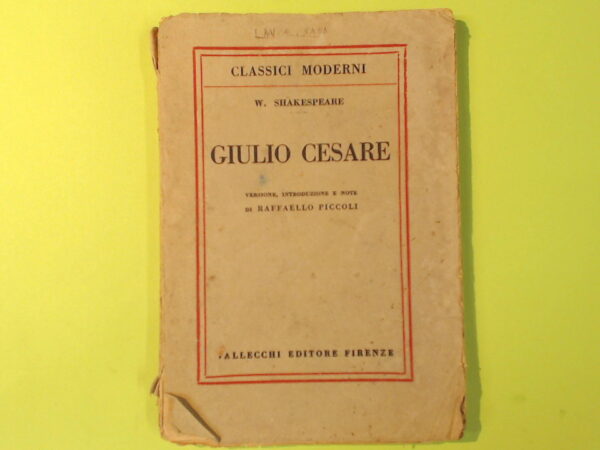 CLASSICI MODERNI
W. SHAKESPEARE
GIULIO CESARE
VERSIONE, INTRODUZIONE E NOTE
DI RAFFAELLO PICCOLI
VALLECCHI EDITORE FIRENZE